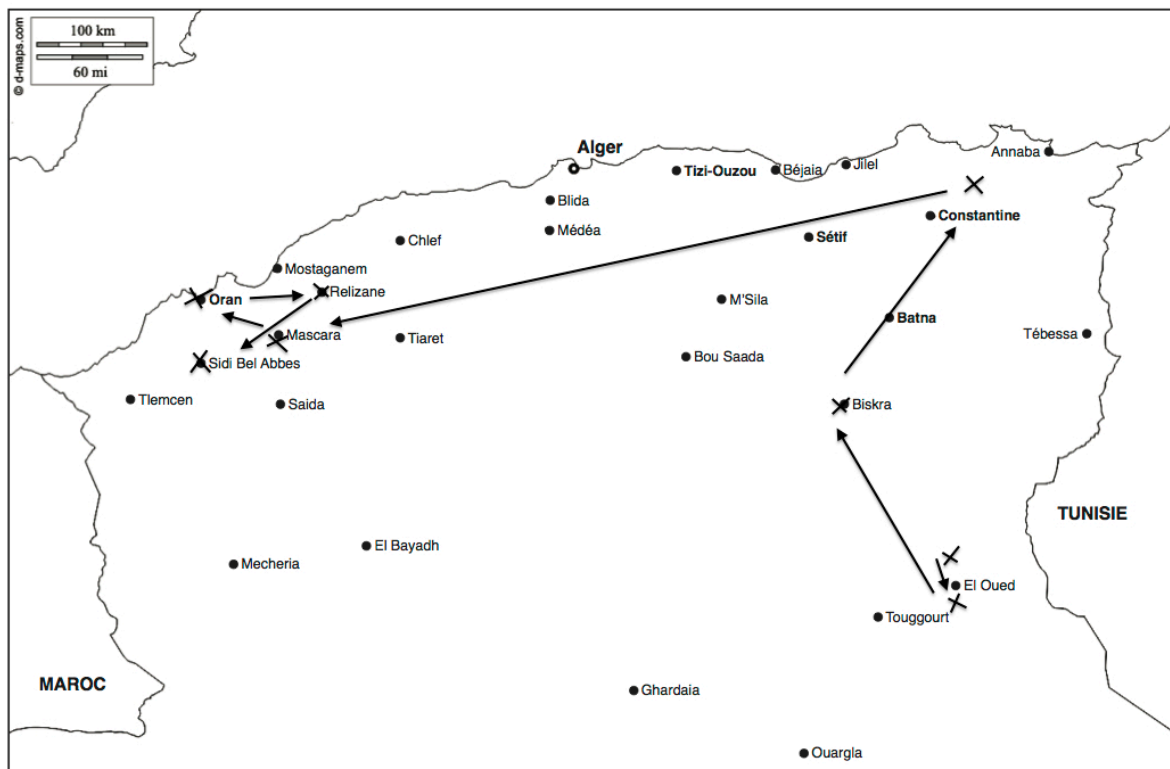 100 km
60 mi
© d-maps.com
Alger
Annaba
Tizi-Ouzou
Béjaia
Jilel
Blida
Constantine
Médéa
Sétif
Chlef
Mostaganem
Oran
Relizane
M'Sila
Batna
Mascara
Tiaret
Tébessa
Sidi Bel Abbes
Bou Saada
Tlemcen
Saida
Biskra
TUNISIE
El Bayadh
Mecheria
El Oued
Touggourt
MAROC
Ghardaia
Ouargla